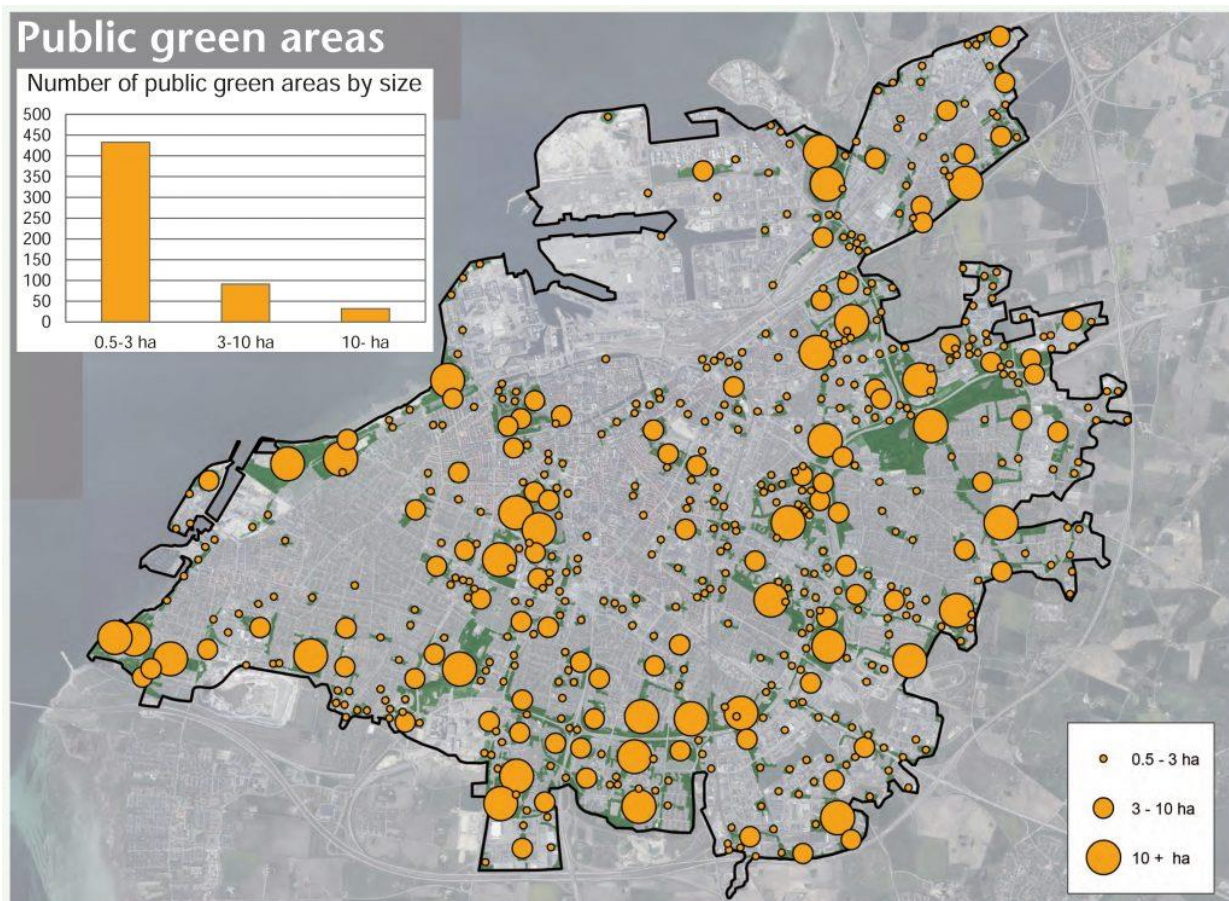 Public green areas
Number of public green areas by size
500
450
400
350
300
250
200
150
100
50
0
0.5-3 ha
3-10 ha
10- ha
0.5 - 3 ha
3 - 10 ha
10 + ha